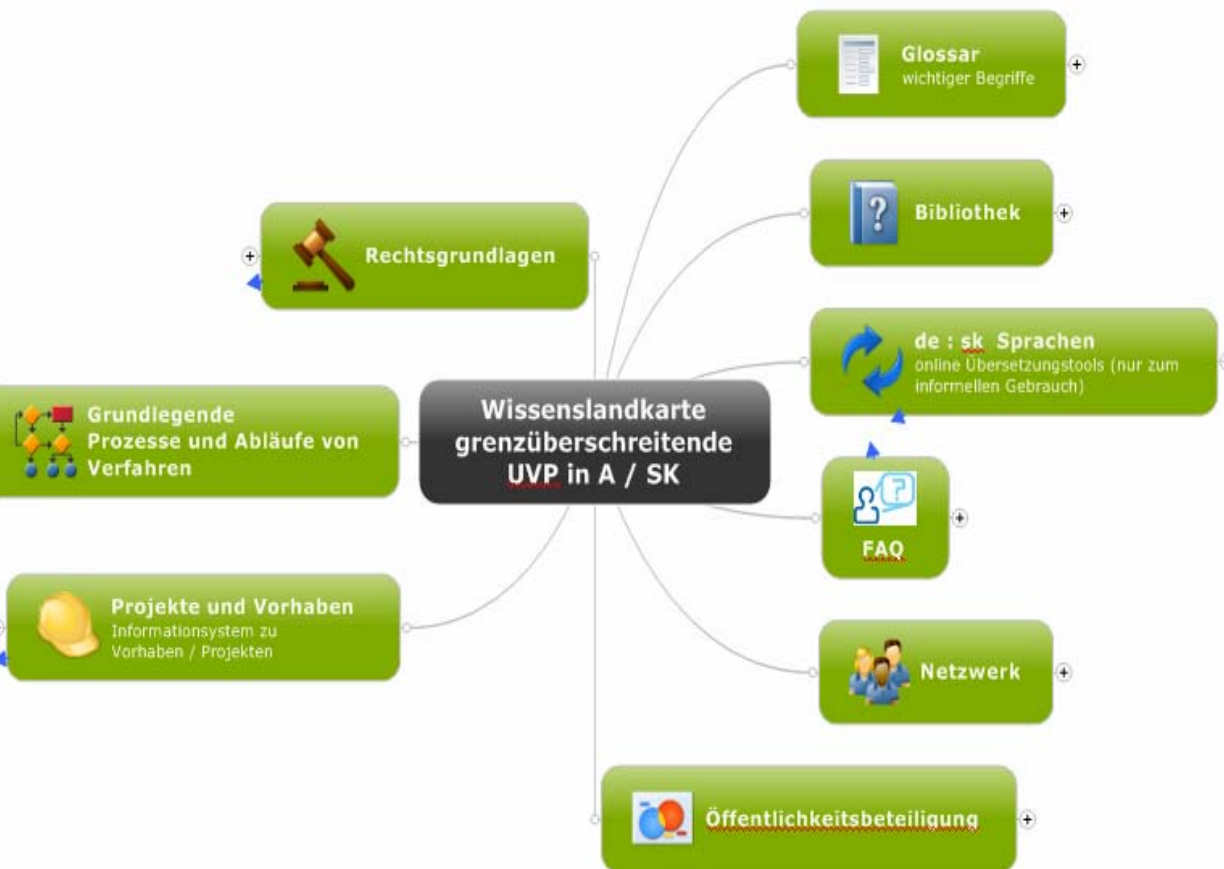 Glossar
wichtiger Begriffe
Bibliothek
Rechtsgrundlagen
de : sk Sprachen
online Übersetzungstools (nur zum
informellen Gebrauch)
Wissenslandkarte
grenzüberschreitende
UVP in A / SK
Grundlegende
Prozesse und Abläufe von
Verfahren
FAQ
Projekte und Vorhaben
Informationsystem zu
Vorhaben / Projekten
Netzwerk
Öffentlichkeitsbeteiligung